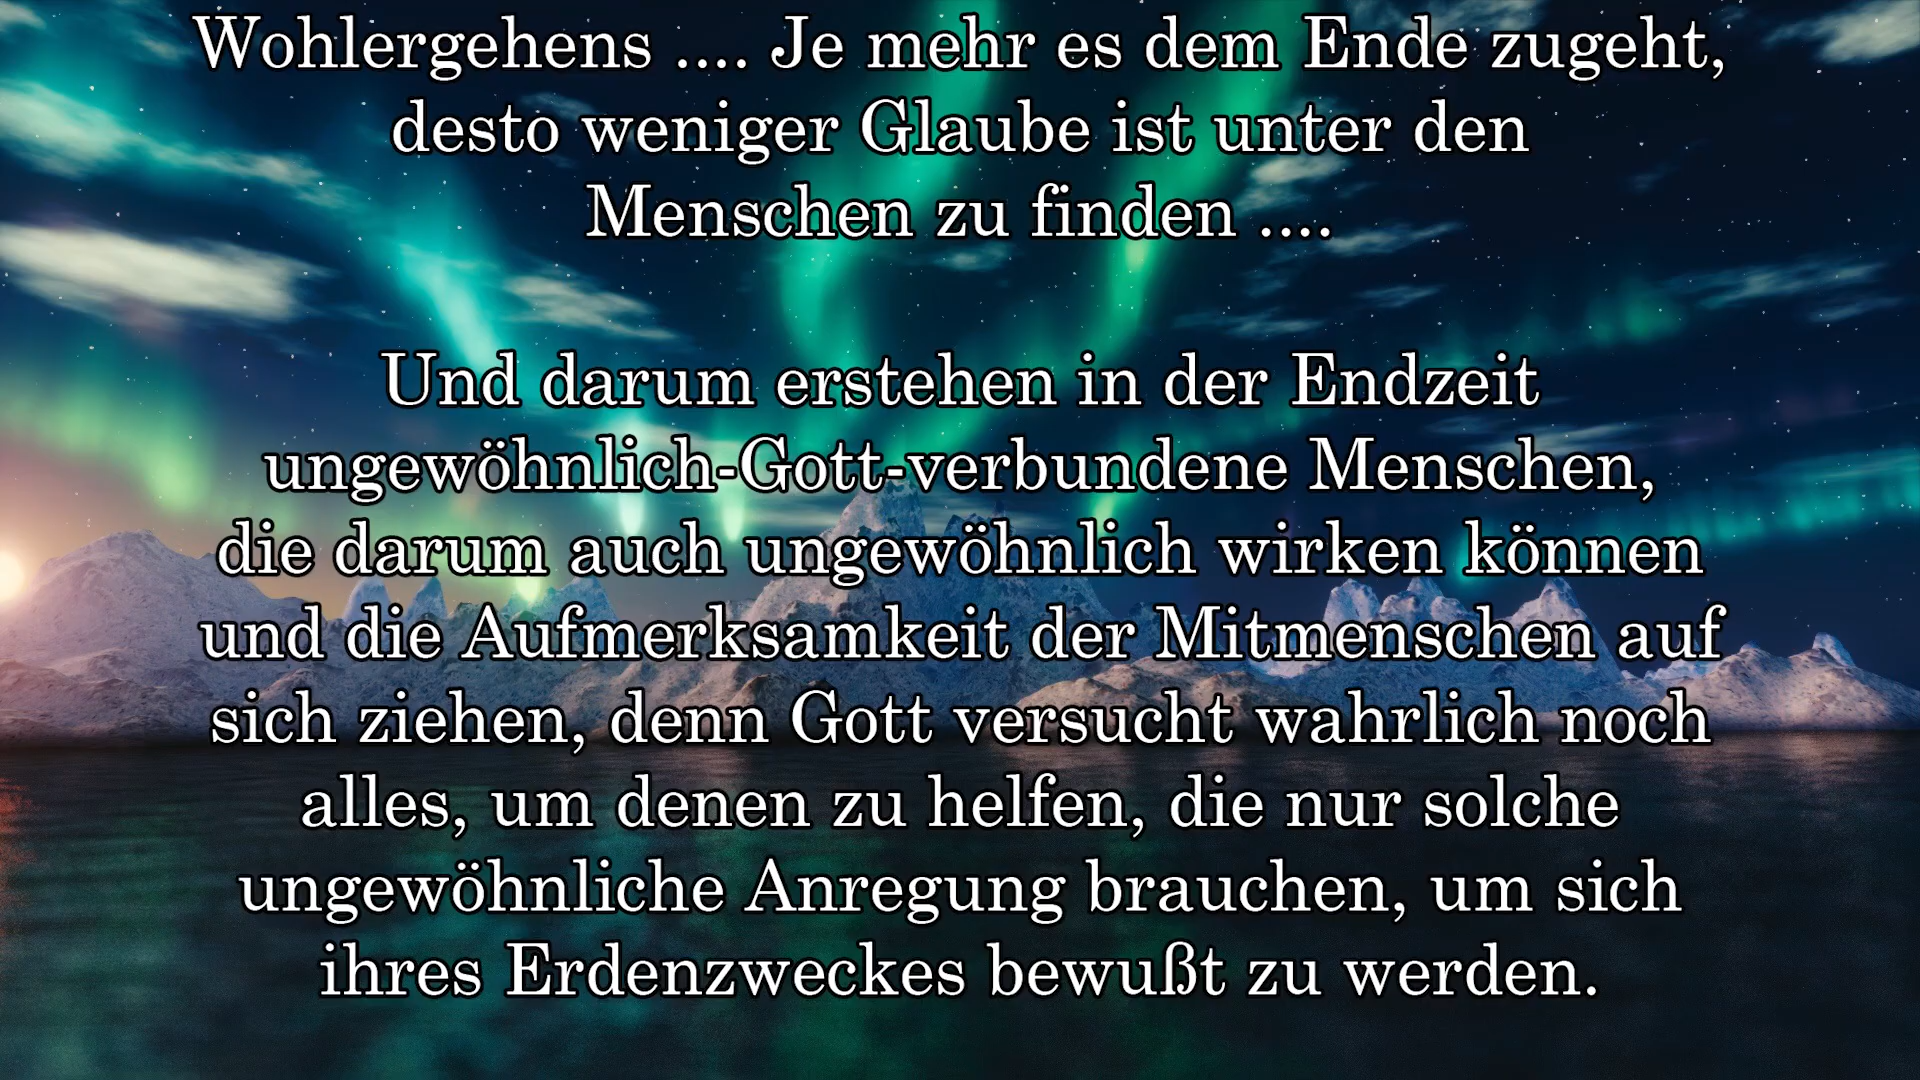 Wohlergehens .... Je mehr es dem Ende zugeht,
desto weniger Glaube ist unter den
Menschen zu finden ....
Und darum erstehen in der Endzeit
ungewöhnlich-Gott-verbundene Menschen,
die darum auch ungewöhnlich wirken können
und die Aufmerksamkeit der Mitmenschen auf
sich ziehen, denn Gott versucht wahrlich noch
alles, um denen zu helfen, die nur solche
ungewöhnliche Anregung brauchen, um sich
ihres Erdenzweckes bewußt zu werden.